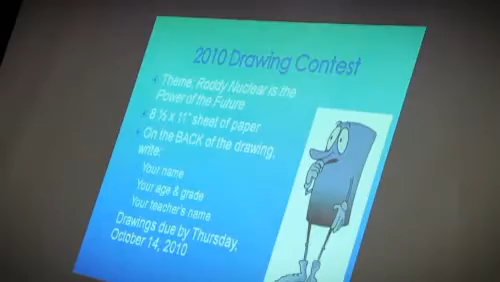 2010 Drawing Contest
Theme: Roddy Nuclear is the
Power of the Future
8 ½ x 11" sheet of paper
On the BACK of the drawing,
write:
Your name
Your age & grade
Your teacher's name
Drawings due by Thursday,
October 14, 2010